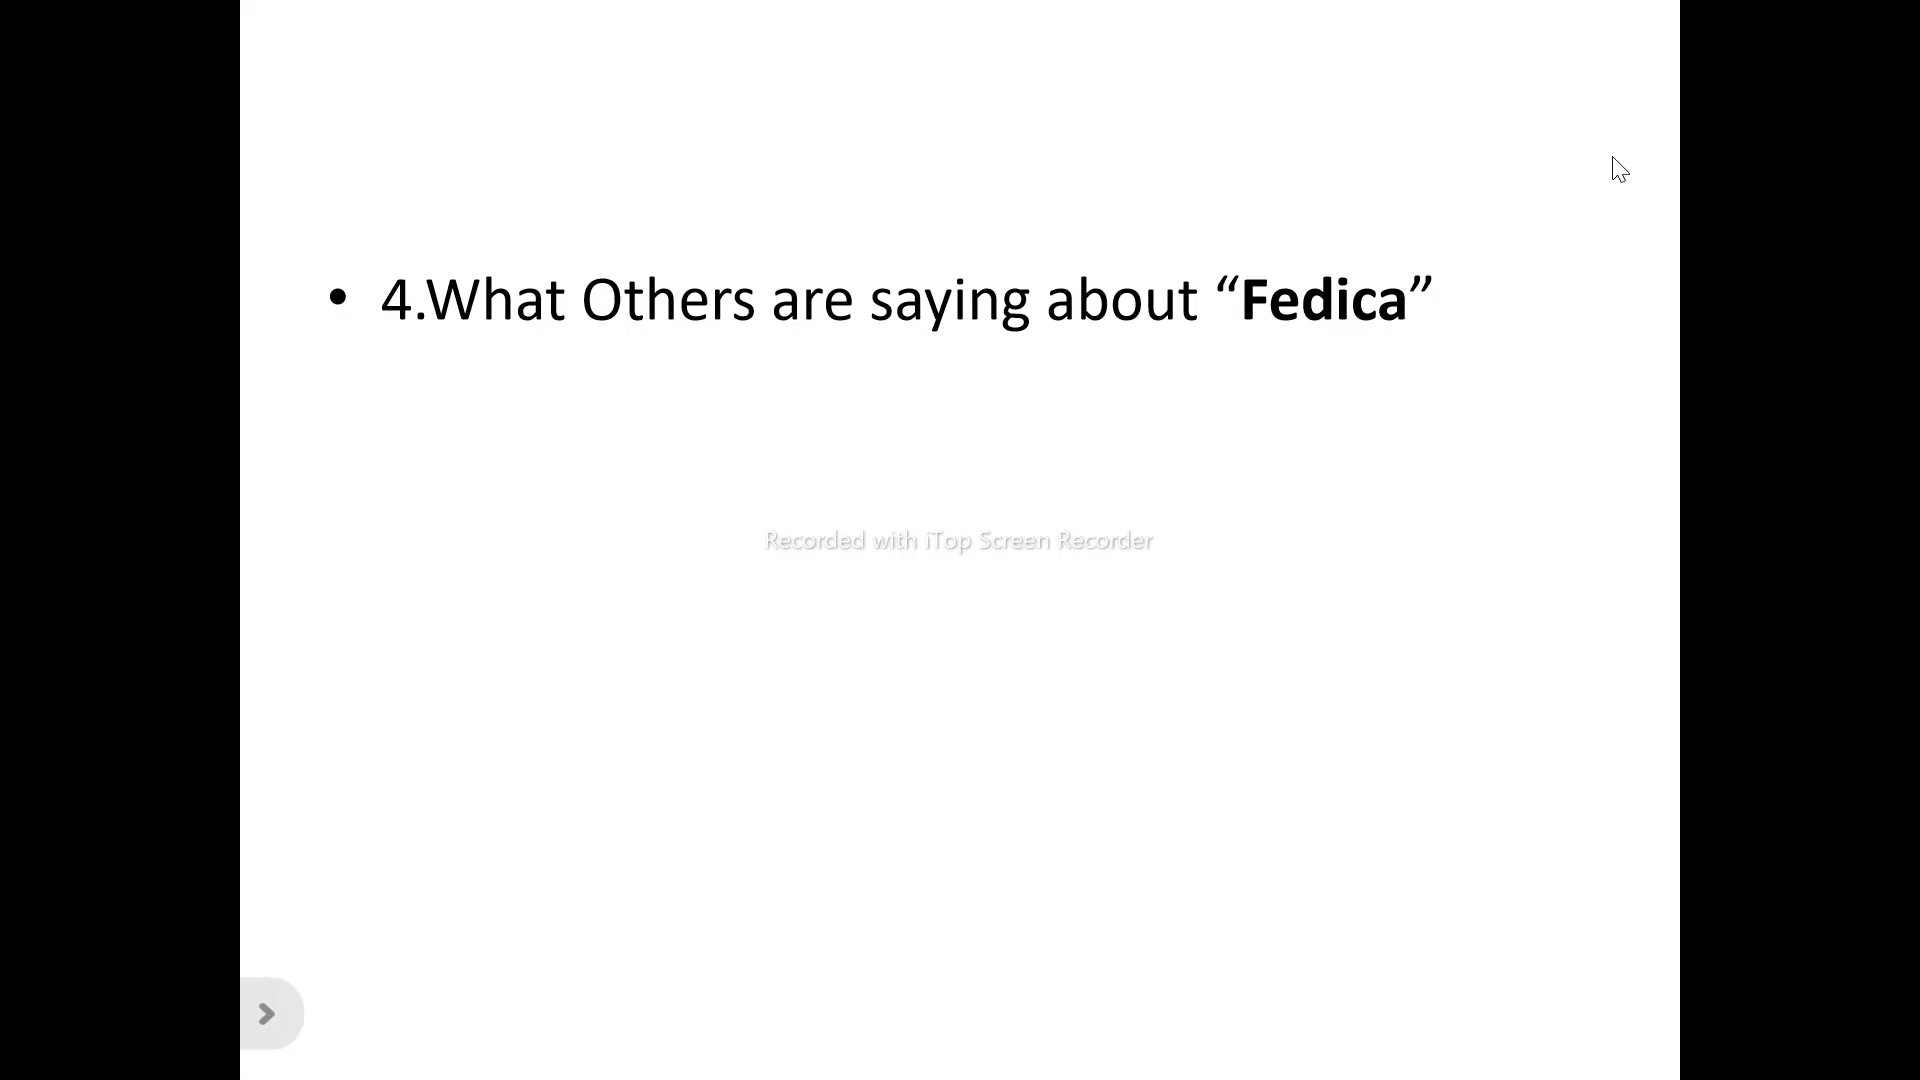 • 4.What Others are saying about “Fedica”
Recorded with iTop Screen Recorder